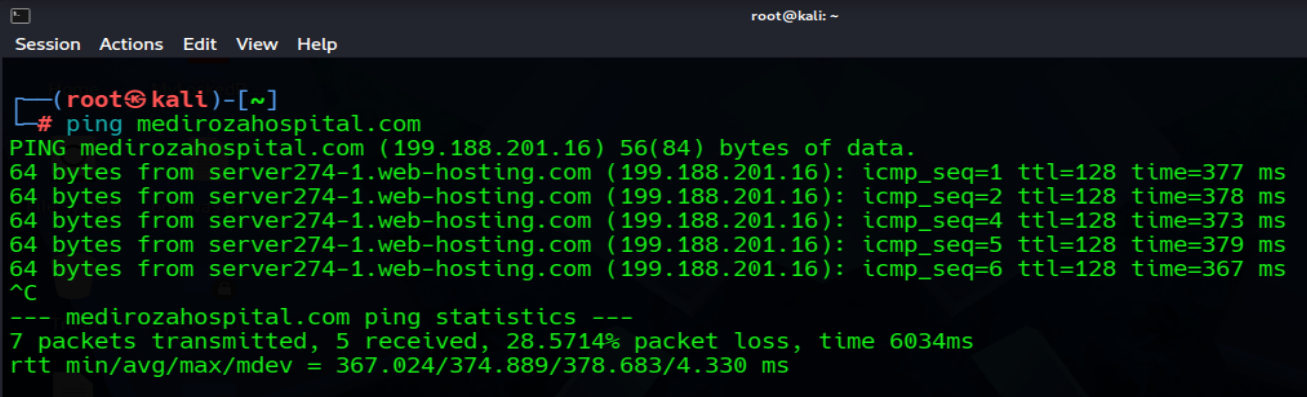 root@kali: ~
Session Actions Edit View Help
┌──(root㉿kali)-[~]
└─# ping medirozahospital.com
PING medirozahospital.com (199.188.201.16) 56(84) bytes of data.
64 bytes from server274-1.web-hosting.com (199.188.201.16): icmp_seq=1 ttl=128 time=377 ms
64 bytes from server274-1.web-hosting.com (199.188.201.16): icmp_seq=2 ttl=128 time=378 ms
64 bytes from server274-1.web-hosting.com (199.188.201.16): icmp_seq=4 ttl=128 time=373 ms
64 bytes from server274-1.web-hosting.com (199.188.201.16): icmp_seq=5 ttl=128 time=379 ms
64 bytes from server274-1.web-hosting.com (199.188.201.16): icmp_seq=6 ttl=128 time=367 ms
^C
--- medirozahospital.com ping statistics ---
7 packets transmitted, 5 received, 28.5714% packet loss, time 6034ms
rtt min/avg/max/mdev = 367.024/374.889/378.683/4.330 ms